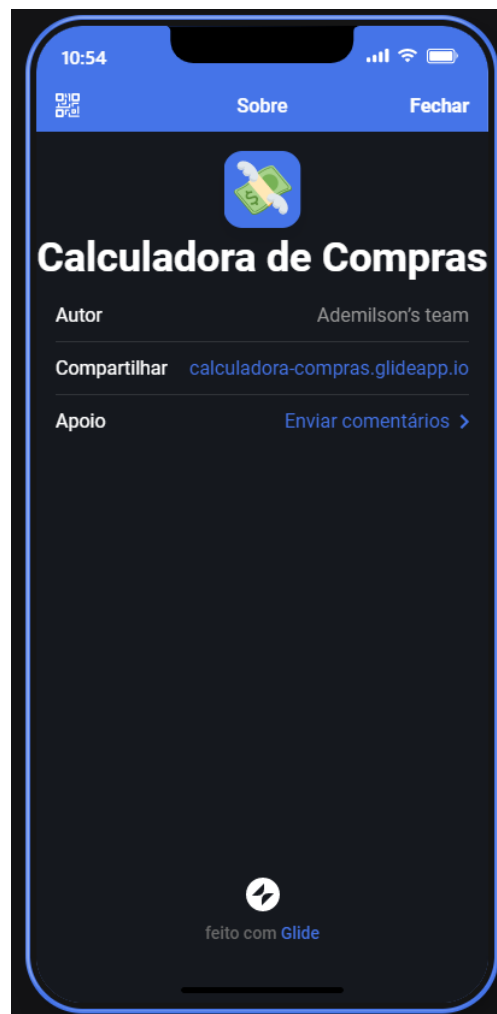 10:54
Sobre Fechar
Calculadora de Compras
Autor Ademilson’s team
Compartilhar calculadora-compras.glideapp.io
Apoio Enviar comentários
feito com Glide